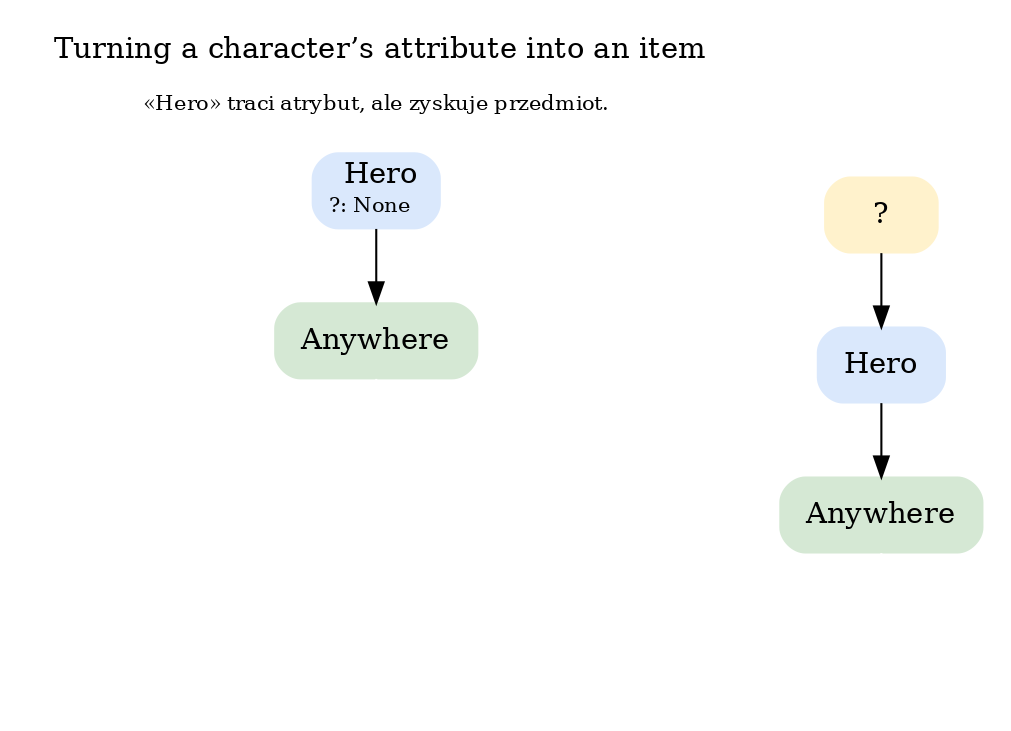 Turning a character’s attribute into an item
«Hero» traci atrybut, ale zyskuje przedmiot.
Hero
?: None
Anywhere
?
Hero
Anywhere